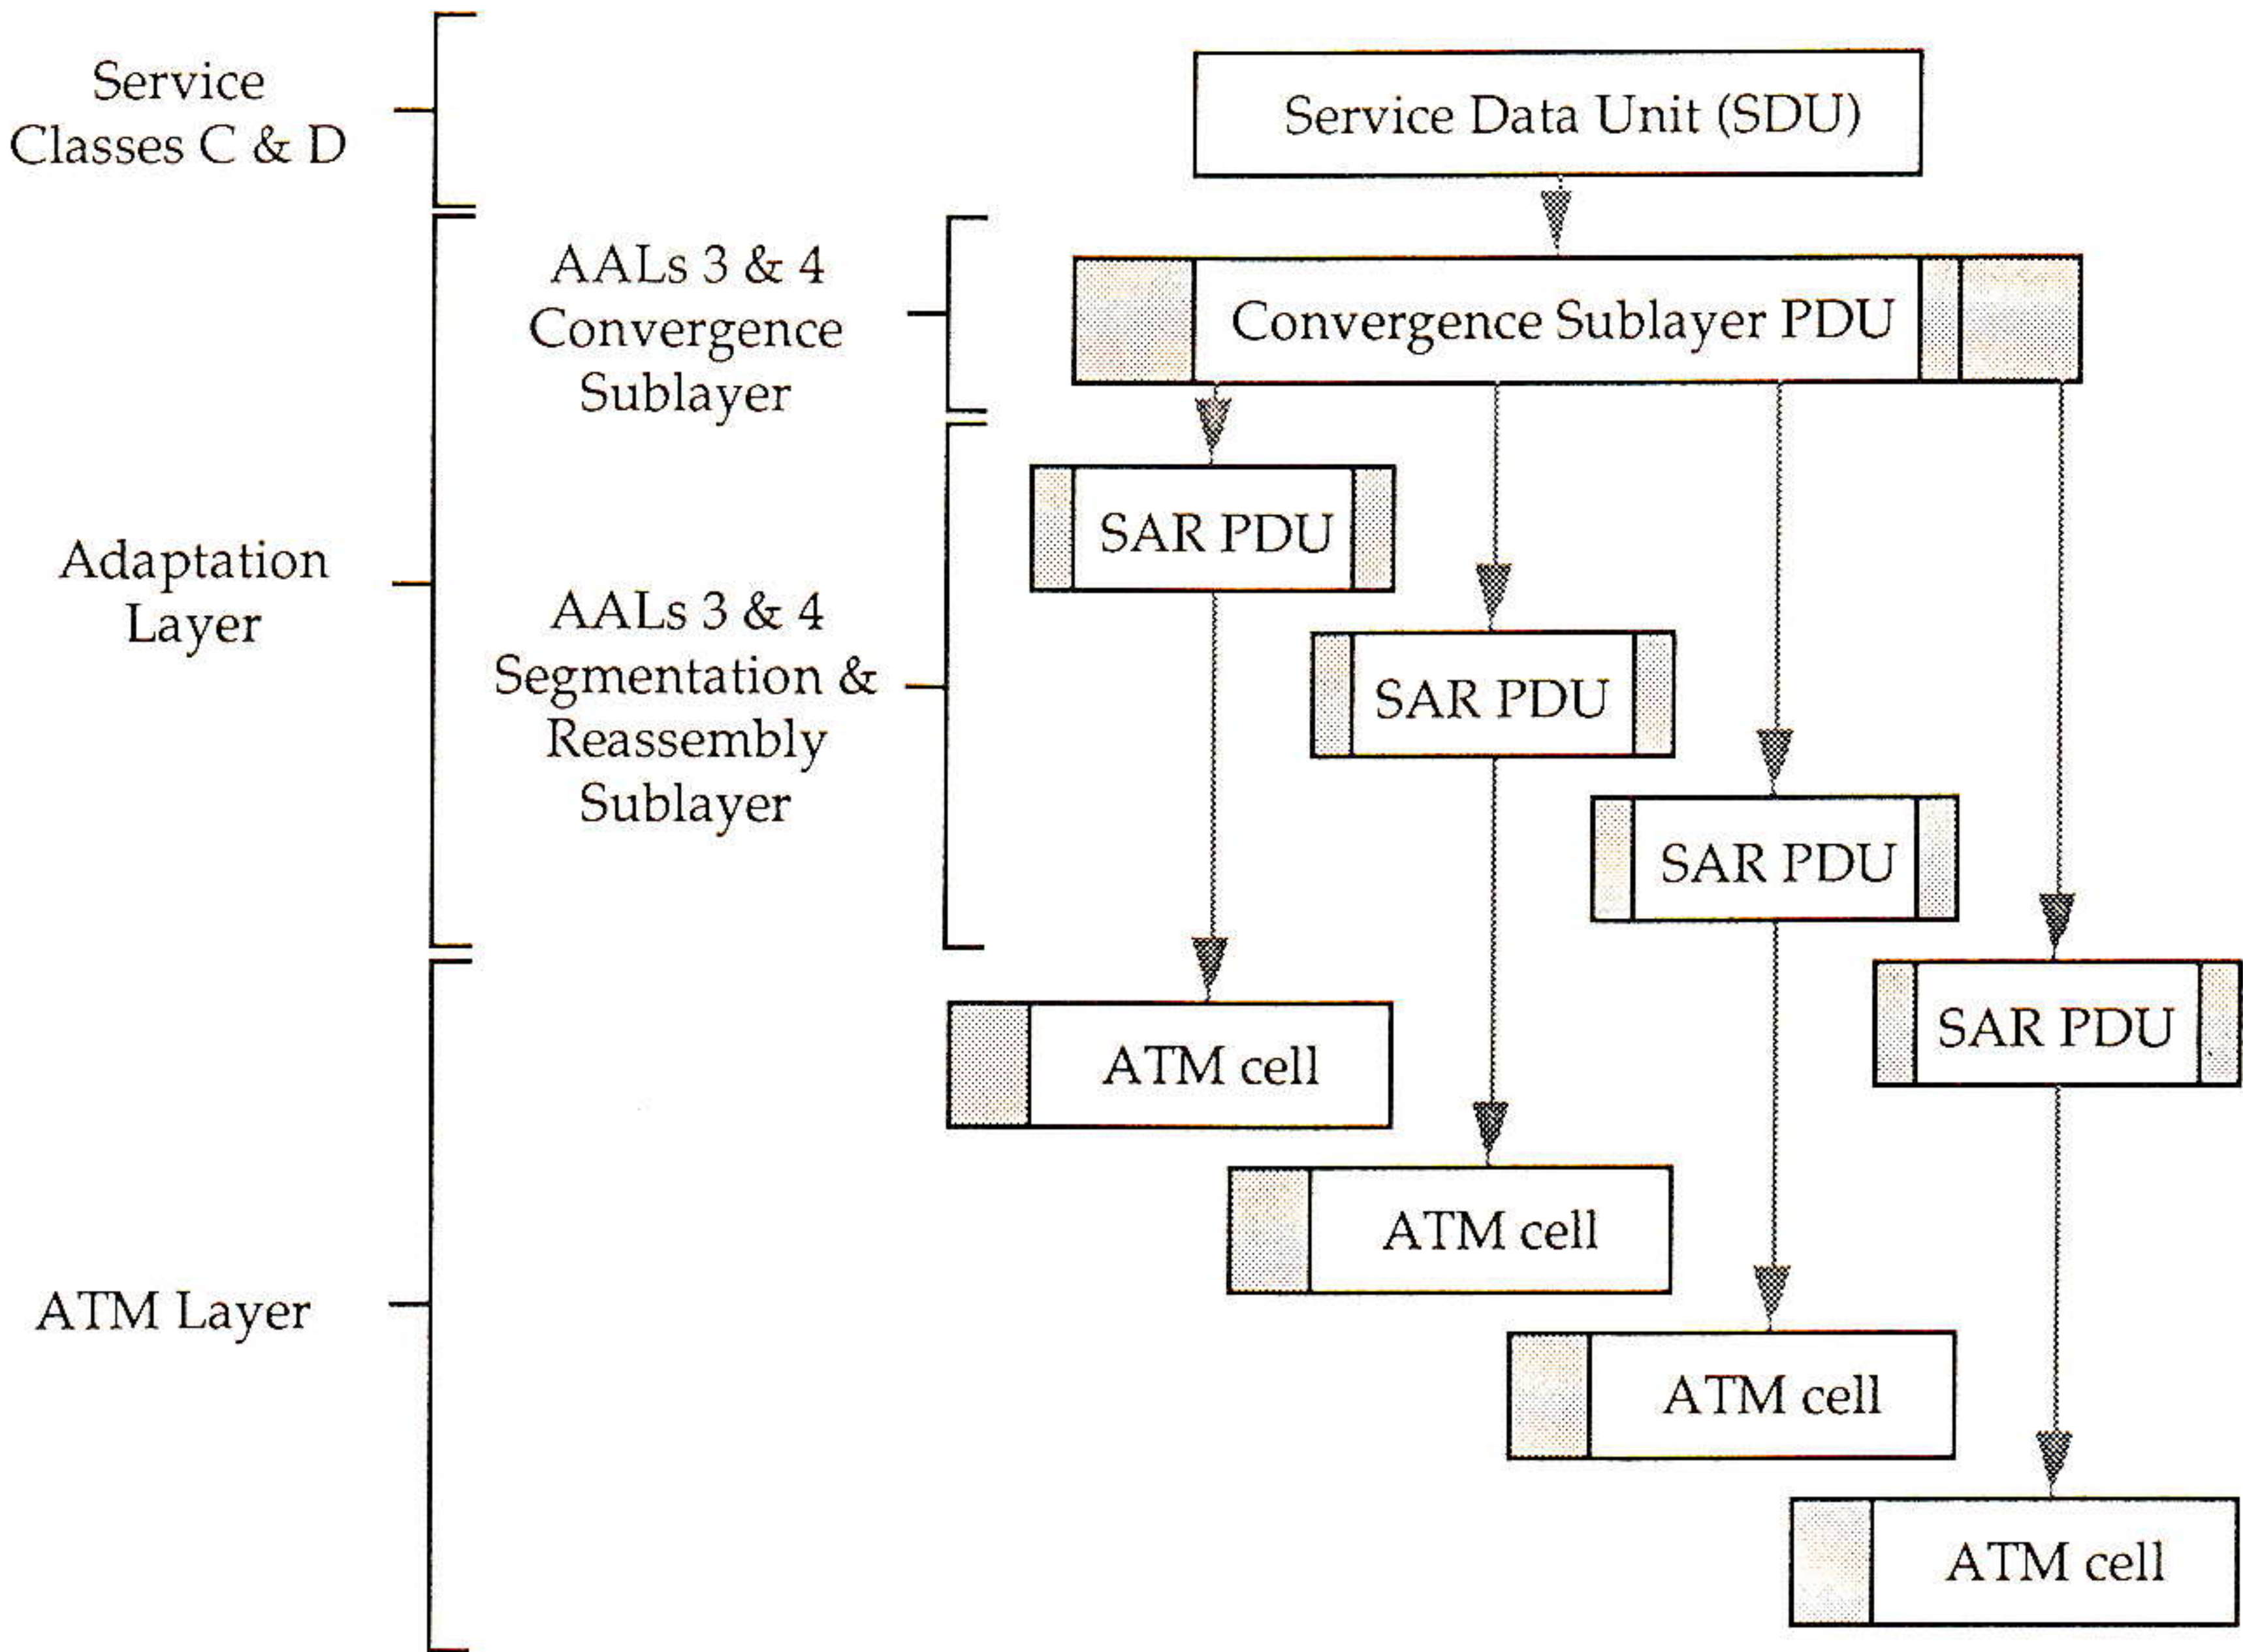 Service
Classes C & D
Service Data Unit (SDU)
AALs 3 & 4
Convergence
Sublayer
Convergence Sublayer PDU
Adaptation
Layer
AALs 3 & 4
Segmentation &
Reassembly
Sublayer
SAR PDU
SAR PDU
SAR PDU
SAR PDU
ATM Layer
ATM cell
ATM cell
ATM cell
ATM cell